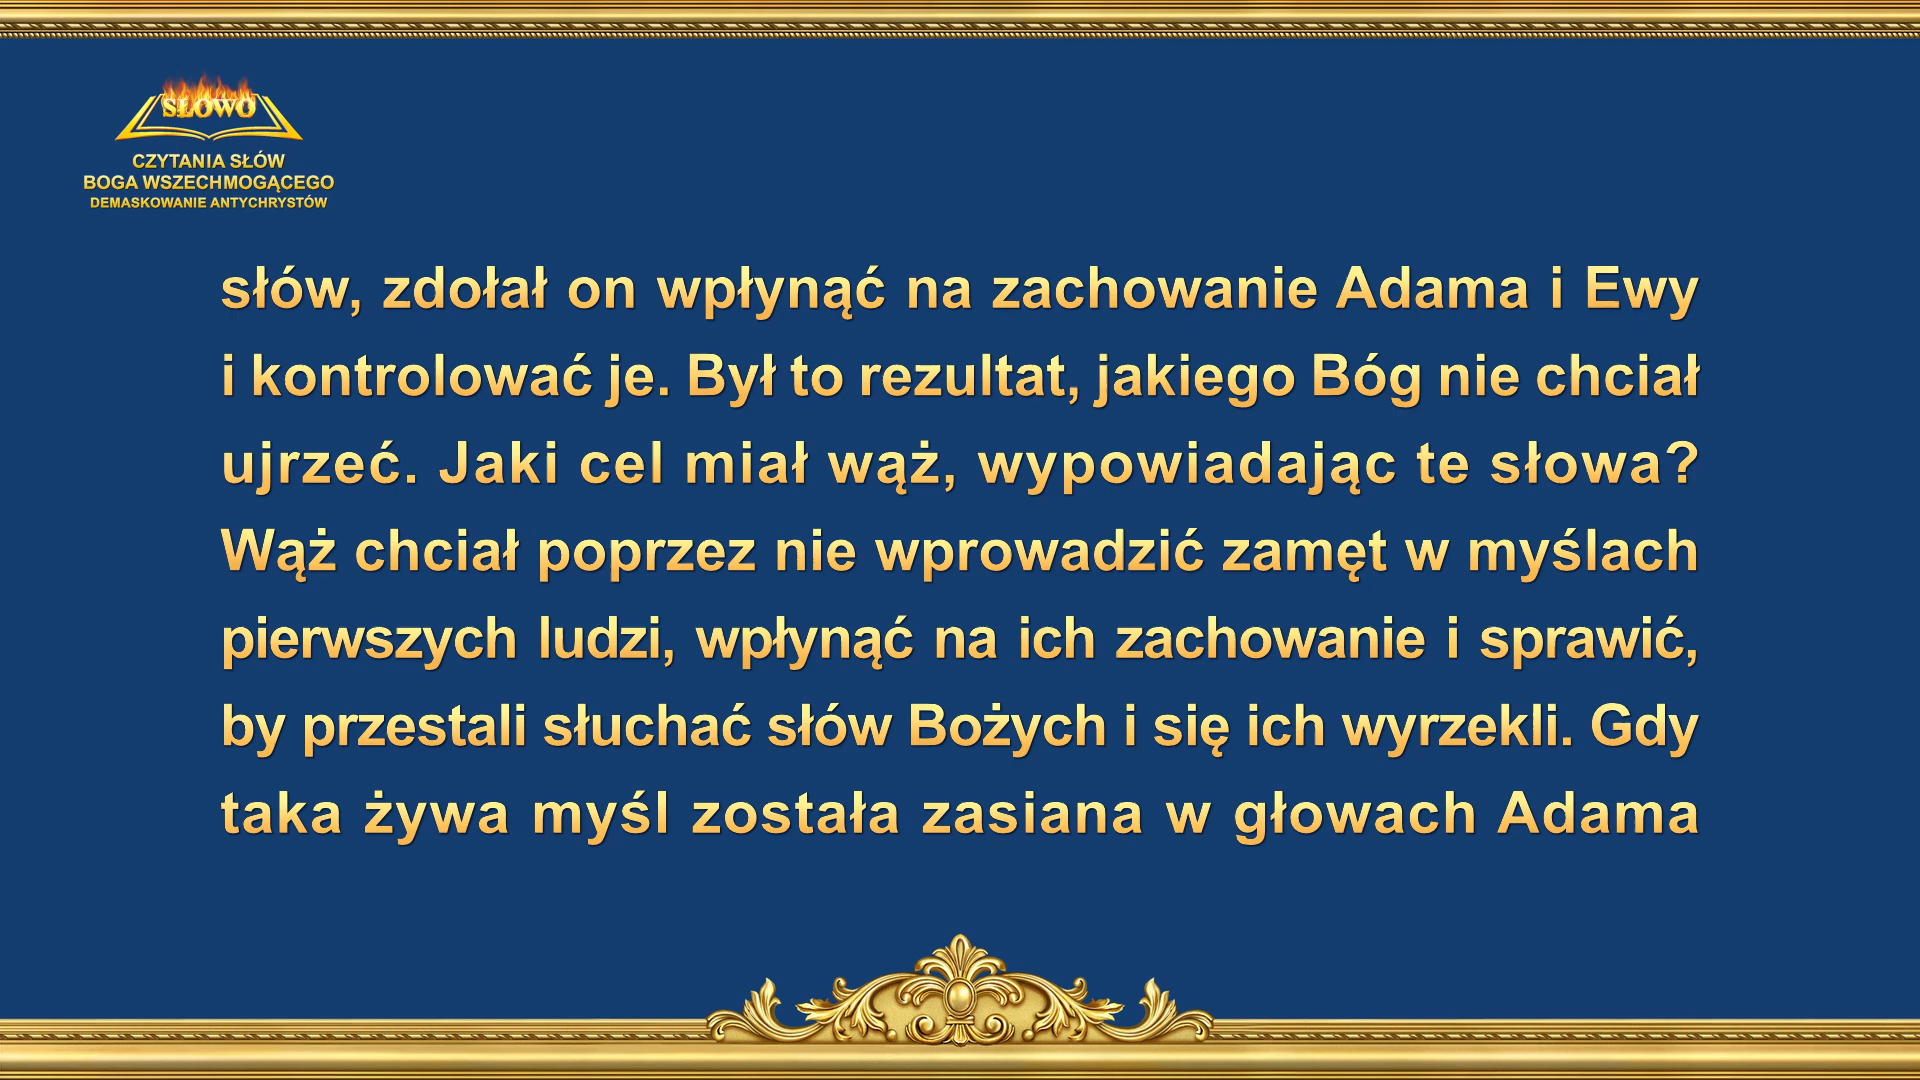 SŁOWO
CZYTANIA SŁÓW
BOGA WSZECHMOGĄCEGO
DEMASKOWANIE ANTYCHRYSTÓW
słów, zdołał on wpłynąć na zachowanie Adama i Ewy
i kontrolować je. Był to rezultat, jakiego Bóg nie chciał
ujrzeć. Jaki cel miał wąż, wypowiadając te słowa?
Wąż chciał poprzez nie wprowadzić zamęt w myślach
pierwszych ludzi, wpłynąć na ich zachowanie i sprawić,
by przestali słuchać słów Bożych i się ich wyrzekli. Gdy
taka żywa myśl została zasiana w głowach Adama